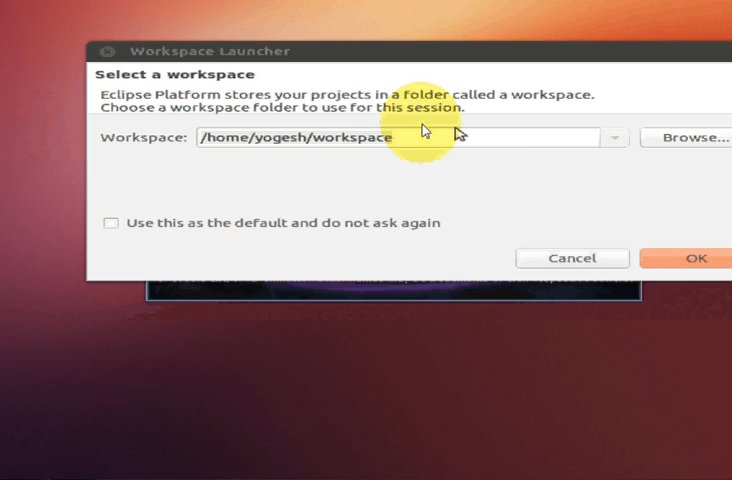 Workspace Launcher
Select a workspace
Eclipse Platform stores your projects in a folder called a workspace.
Choose a workspace folder to use for this session.
Workspace: /home/yogesh/workspace Browse...
Use this as the default and do not ask again
Cancel OK